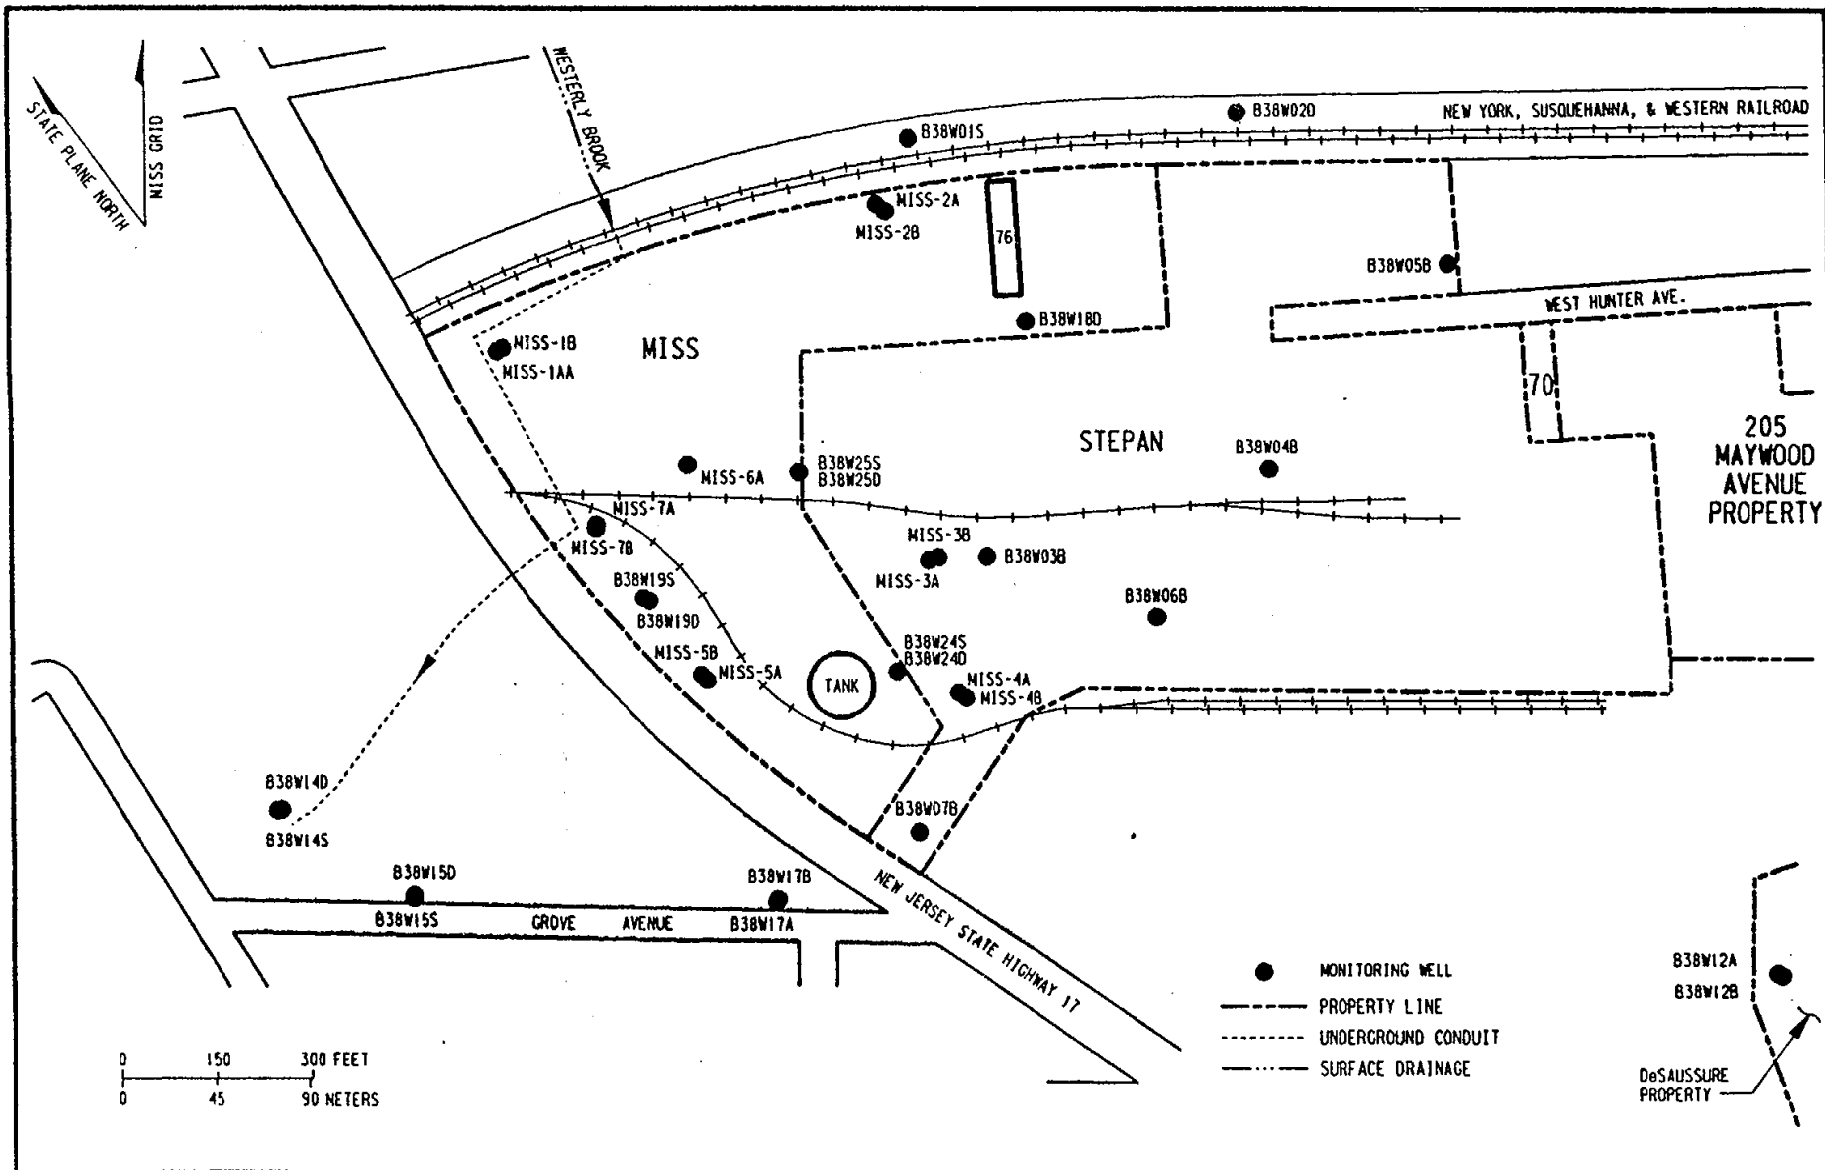 WESTERLY BROOK
STATE PLANE NORTH
MISS GRID
B38W01S
B38W02D
NEW YORK, SUSQUEHANNA, & WESTERN RAILROAD
MISS-2A
MISS-2B
76
B38W05B
WEST HUNTER AVE.
B38W18D
MISS-1B
MISS-1AA
MISS
70
STEPAN
205
MAYWOOD
AVENUE
PROPERTY
B38W04B
MISS-6A
B38W25S
B38W25D
MISS-7A
MISS-7B
MISS-3B
MISS-3A
B38W03B
B38W19S
B38W19D
B38W06B
MISS-5B
MISS-5A
TANK
B38W24S
B38W24D
MISS-4A
MISS-4B
B38W14D
B38W14S
B38W07B
B38W15D
B38W15S
GROVE AVENUE
B38W17B
B38W17A
NEW JERSEY STATE HIGHWAY 17
MONITORING WELL
PROPERTY LINE
UNDERGROUND CONDUIT
SURFACE DRAINAGE
B38W12A
B38W12B
DeSAUSSURE
PROPERTY
0 150 300 FEET
0 45 90 METERS